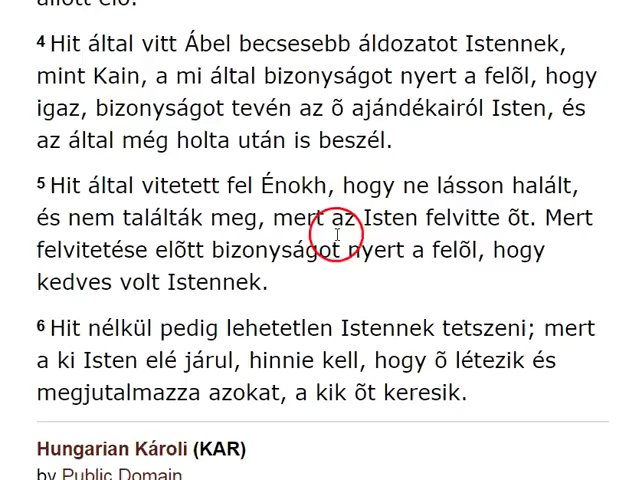 állott elő.
4 Hit által vitt Ábel becsesebb áldozatot Istennek,
mint Kain, a mi által bizonyságot nyert a felõl, hogy
igaz, bizonyságot tevén az õ ajándékairól Isten, és
az által még holta után is beszél.
5 Hit által vitetett fel Énokh, hogy ne lásson halált,
és nem találták meg, mert az Isten felvitte õt. Mert
felvitetése elõtt bizonyságot nyert a felõl, hogy
kedves volt Istennek.
6 Hit nélkül pedig lehetetlen Istennek tetszeni; mert
a ki Isten elé járul, hinnie kell, hogy õ létezik és
megjutalmazza azokat, a kik õt keresik.
Hungarian Károli (KAR)
by Public Domain